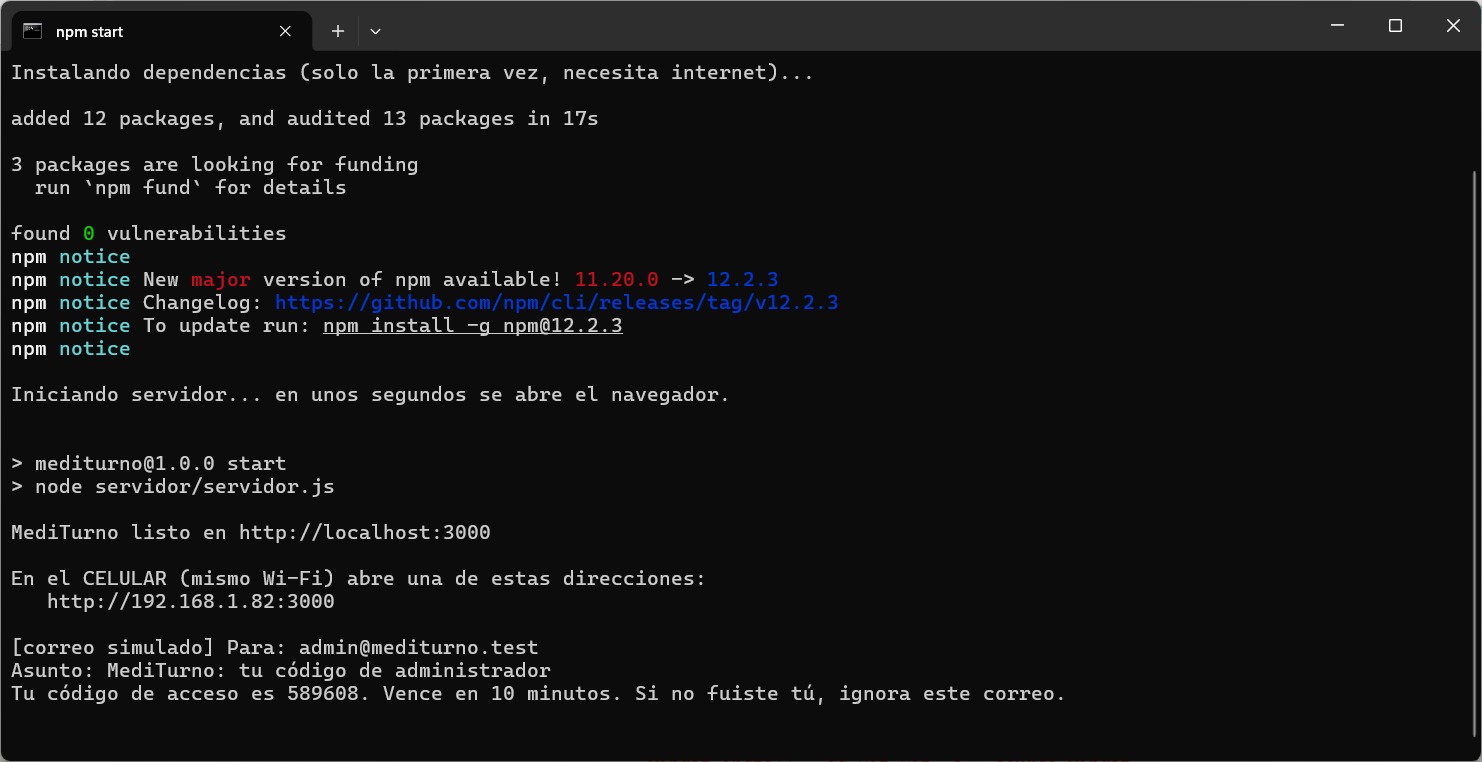 npm start
Instalando dependencias (solo la primera vez, necesita internet)...
added 12 packages, and audited 13 packages in 17s
3 packages are looking for funding
  run `npm fund` for details
found 0 vulnerabilities
npm notice
npm notice New major version of npm available! 11.20.0 -> 12.2.3
npm notice Changelog: https://github.com/npm/cli/releases/tag/v12.2.3
npm notice To update run: npm install -g npm@12.2.3
npm notice
Iniciando servidor... en unos segundos se abre el navegador.
> mediturno@1.0.0 start
> node servidor/servidor.js
MediTurno listo en http://localhost:3000
En el CELULAR (mismo Wi-Fi) abre una de estas direcciones:
   http://192.168.1.82:3000
[correo simulado] Para: admin@mediturno.test
Asunto: MediTurno: tu código de administrador
Tu código de acceso es 589608. Vence en 10 minutos. Si no fuiste tú, ignora este correo.